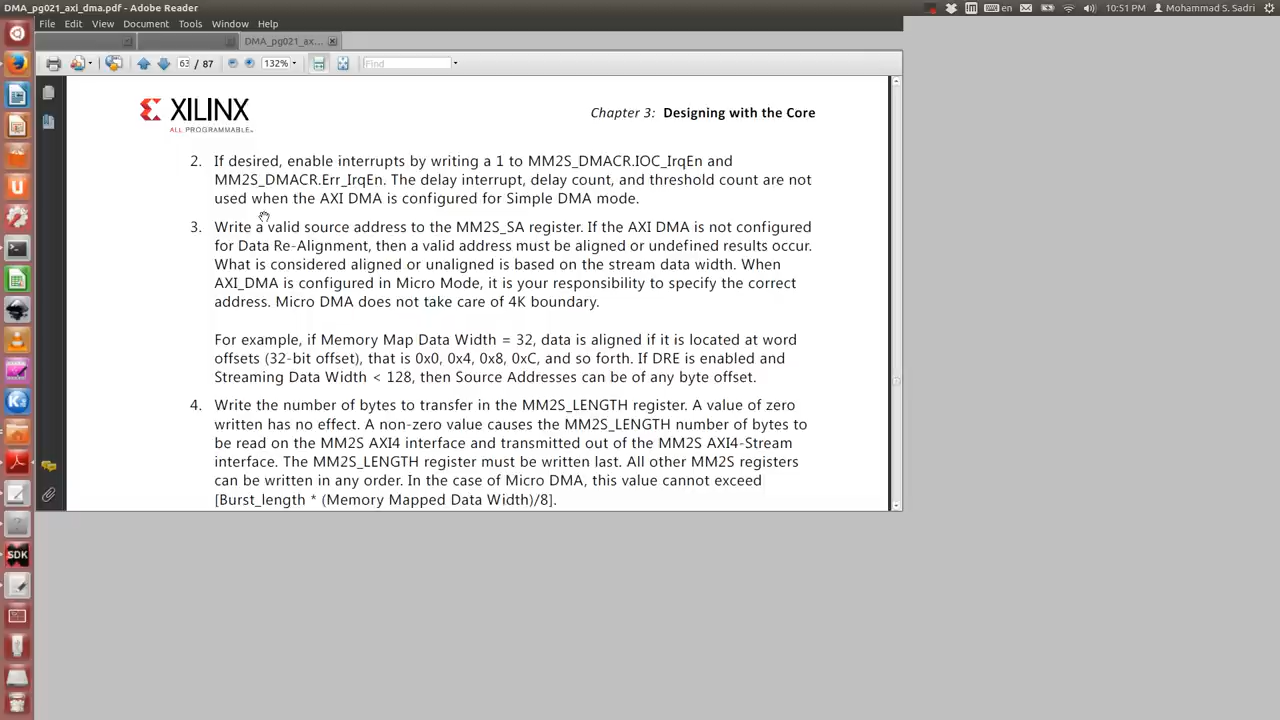 DMA_pg021_axi_dma.pdf - Adobe Reader
en
10:51 PM
Mohammad S. Sadri
File Edit View Document Tools Window Help
DMA_pg021_ax...
63 / 87
132%
Find
XILINX
ALL PROGRAMMABLE.
Chapter 3: Designing with the Core
2. If desired, enable interrupts by writing a 1 to MM2S_DMACR.IOC_IrqEn and
MM2S_DMACR.Err_IrqEn. The delay interrupt, delay count, and threshold count are not
used when the AXI DMA is configured for Simple DMA mode.
3. Write a valid source address to the MM2S_SA register. If the AXI DMA is not configured
for Data Re-Alignment, then a valid address must be aligned or undefined results occur.
What is considered aligned or unaligned is based on the stream data width. When
AXI_DMA is configured in Micro Mode, it is your responsibility to specify the correct
address. Micro DMA does not take care of 4K boundary.
For example, if Memory Map Data Width = 32, data is aligned if it is located at word
offsets (32-bit offset), that is 0x0, 0x4, 0x8, 0xC, and so forth. If DRE is enabled and
Streaming Data Width < 128, then Source Addresses can be of any byte offset.
4. Write the number of bytes to transfer in the MM2S_LENGTH register. A value of zero
written has no effect. A non-zero value causes the MM2S_LENGTH number of bytes to
be read on the MM2S AXI4 interface and transmitted out of the MM2S AXI4-Stream
interface. The MM2S_LENGTH register must be written last. All other MM2S registers
can be written in any order. In the case of Micro DMA, this value cannot exceed
[Burst_length * (Memory Mapped Data Width)/8].
SDK